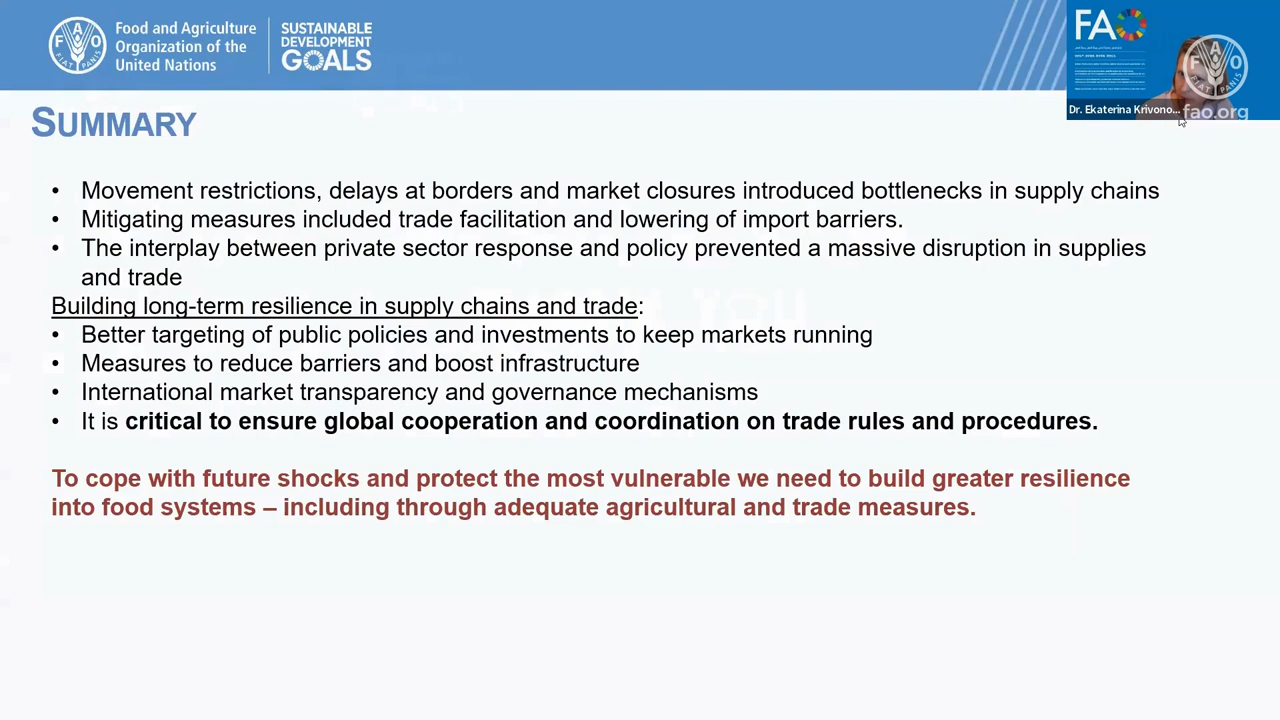 Food and Agriculture
Organization of the
United Nations
SUSTAINABLE
DEVELOPMENT
GOALS
FAO
Dr. Ekaterina Krivono...
fao.org
SUMMARY
• Movement restrictions, delays at borders and market closures introduced bottlenecks in supply chains
• Mitigating measures included trade facilitation and lowering of import barriers.
• The interplay between private sector response and policy prevented a massive disruption in supplies
and trade
Building long-term resilience in supply chains and trade:
• Better targeting of public policies and investments to keep markets running
• Measures to reduce barriers and boost infrastructure
• International market transparency and governance mechanisms
• It is critical to ensure global cooperation and coordination on trade rules and procedures.
To cope with future shocks and protect the most vulnerable we need to build greater resilience
into food systems – including through adequate agricultural and trade measures.